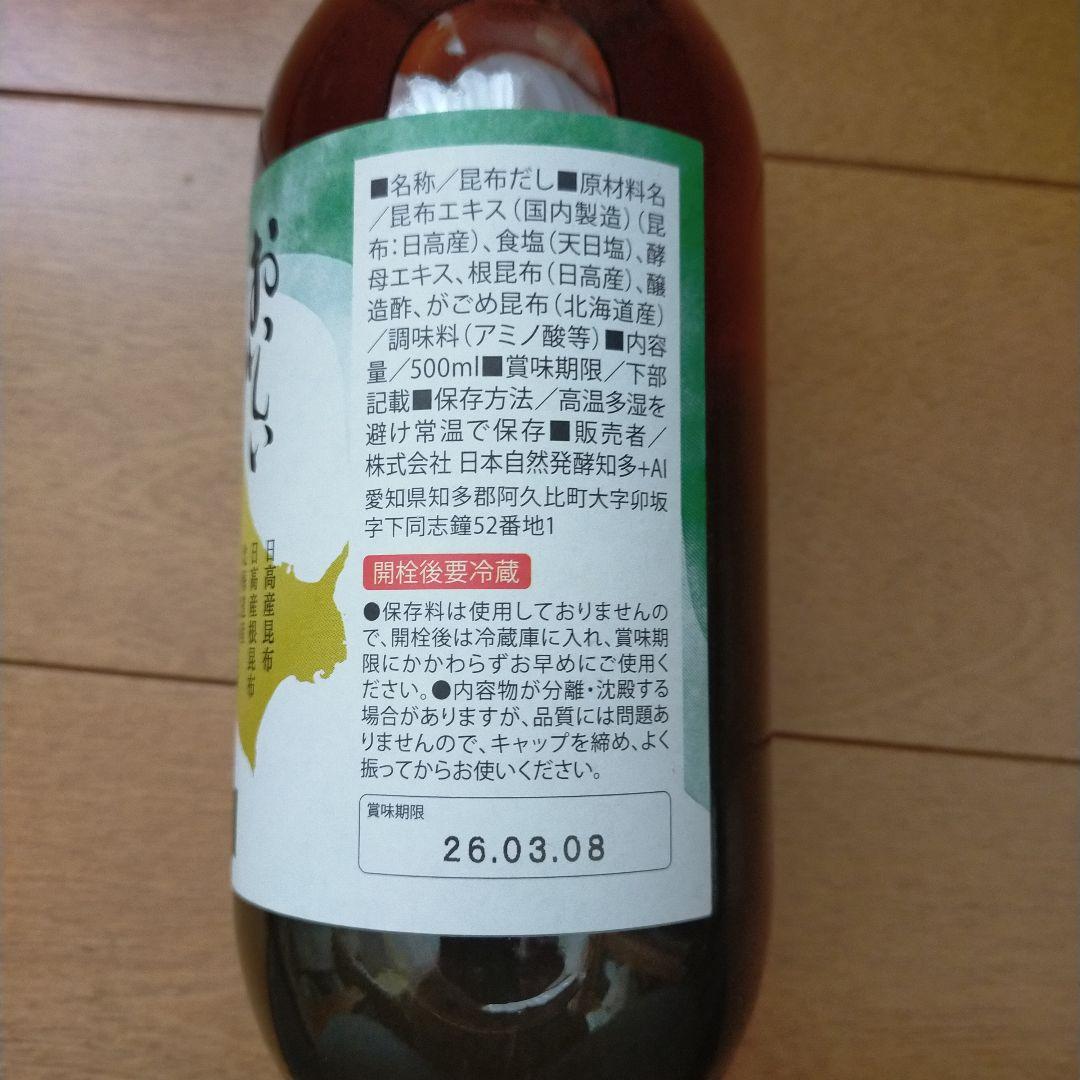 ■名称／昆布だし■原材料名
／昆布エキス（国内製造）（昆
布：日高産）、食塩（天日塩）、酵
母エキス、根昆布（日高産）、醸
造酢、がごめ昆布（北海道産）
／調味料（アミノ酸等）■内容
量／500ml■賞味期限／下部
記載■保存方法／高温多湿を
避け常温で保存■販売者／
株式会社 日本自然発酵知多+AI
愛知県知多郡阿久比町大字卯坂
字下同志鐘52番地1
開栓後要冷蔵
●保存料は使用しておりませんの
で、開栓後は冷蔵庫に入れ、賞味期
限にかかわらずお早めにご使用く
ださい。●内容物が分離・沈殿する
場合がありますが、品質には問題あ
りませんので、キャップを締め、よく
振ってからお使いください。
賞味期限
26.03.08
おいしい
日高産昆布
日高産根昆布